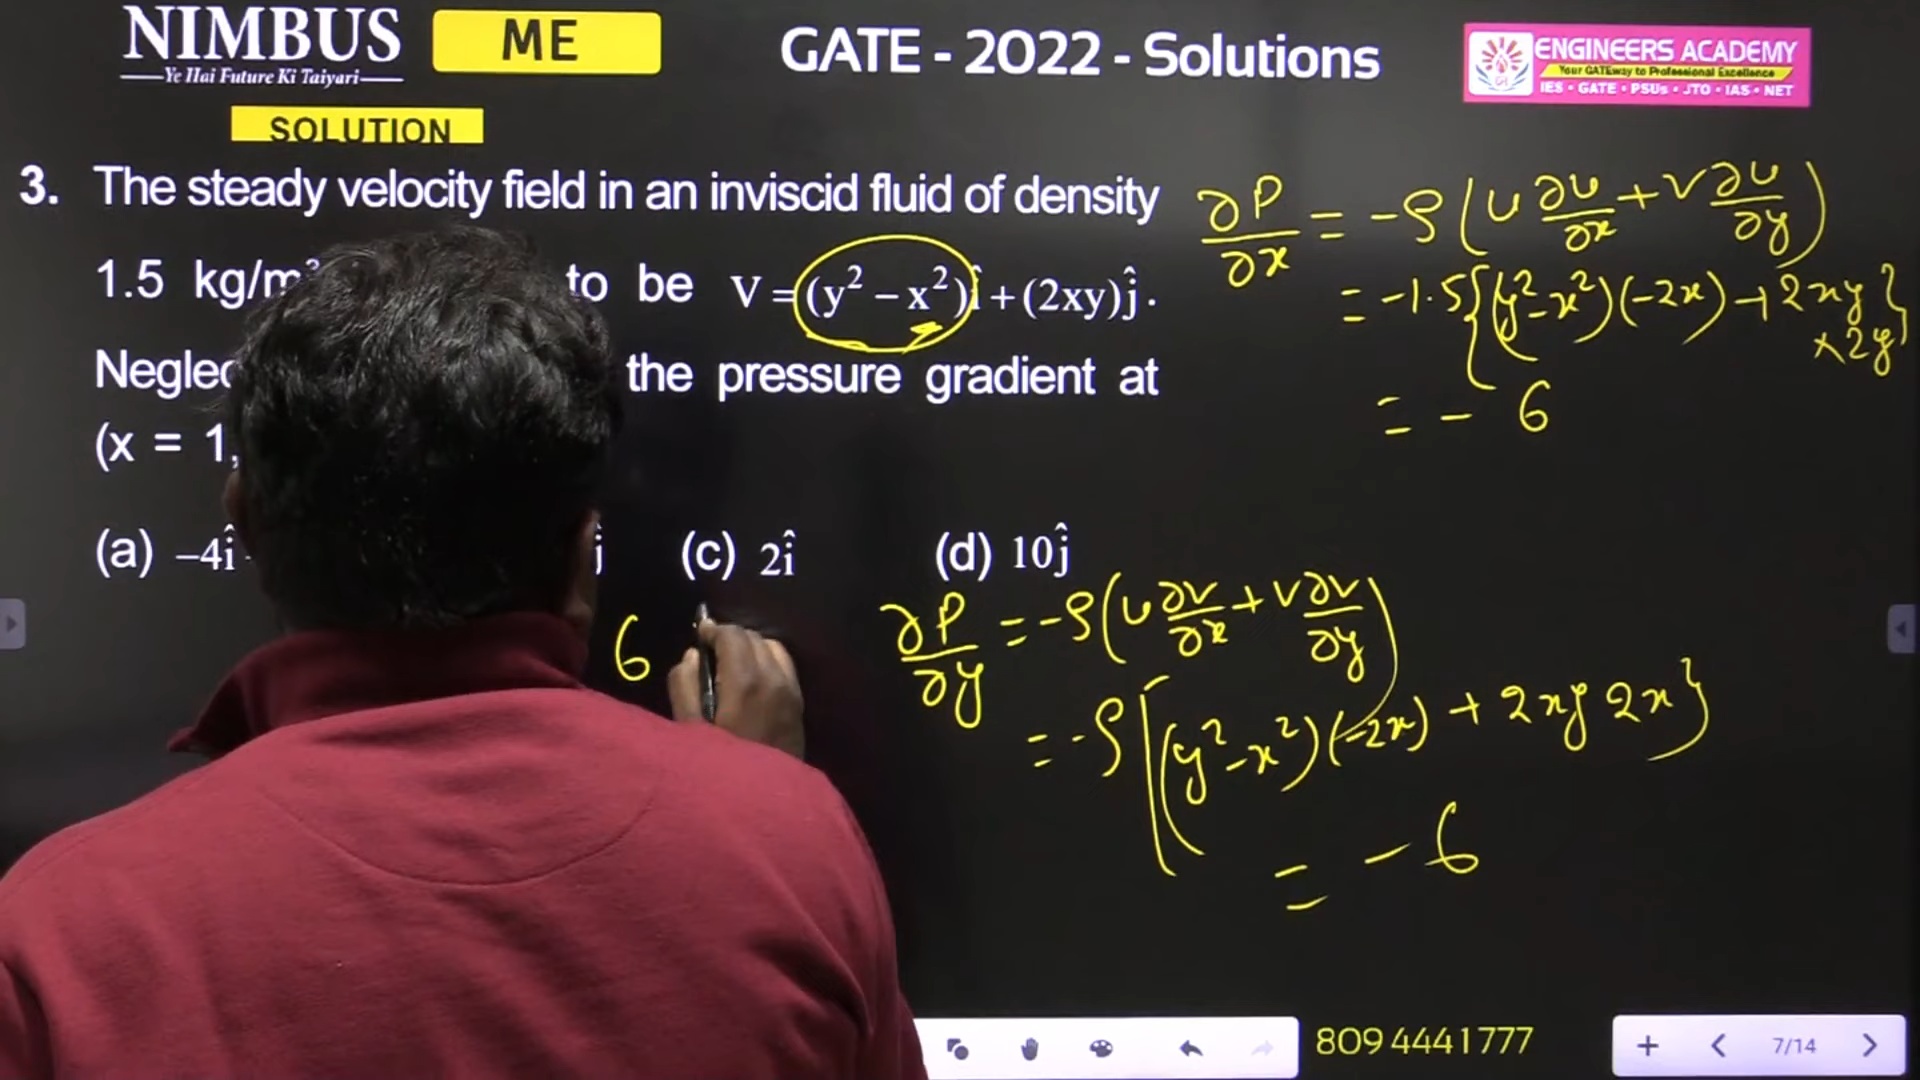 NIMBUS
Ye Hai Future Ki Taiyari
ME
GATE - 2022 - Solutions
ENGINEERS ACADEMY
Your GATEway to Professional Excellence
IES • GATE • PSUs • JTO • IAS • NET
SOLUTION
3. The steady velocity field in an inviscid fluid of density
1.5 kg/m³ to be V = (y² – x²)î + (2xy)ĵ.
the pressure gradient at
(x = 1,
(a) –4î ĵ (c) 2î (d) 10ĵ
∂P/∂x = -ρ(u ∂u/∂x + v ∂u/∂y)
= -1.5{(y²-x²)(-2x) + 2xy
×2y}
= - 6
6
∂P/∂y = -ρ(u ∂v/∂x + v ∂v/∂y)
= -ρ[(y²-x²)(-2x) + 2xy 2x}
= - 6
809 4441777
7/14